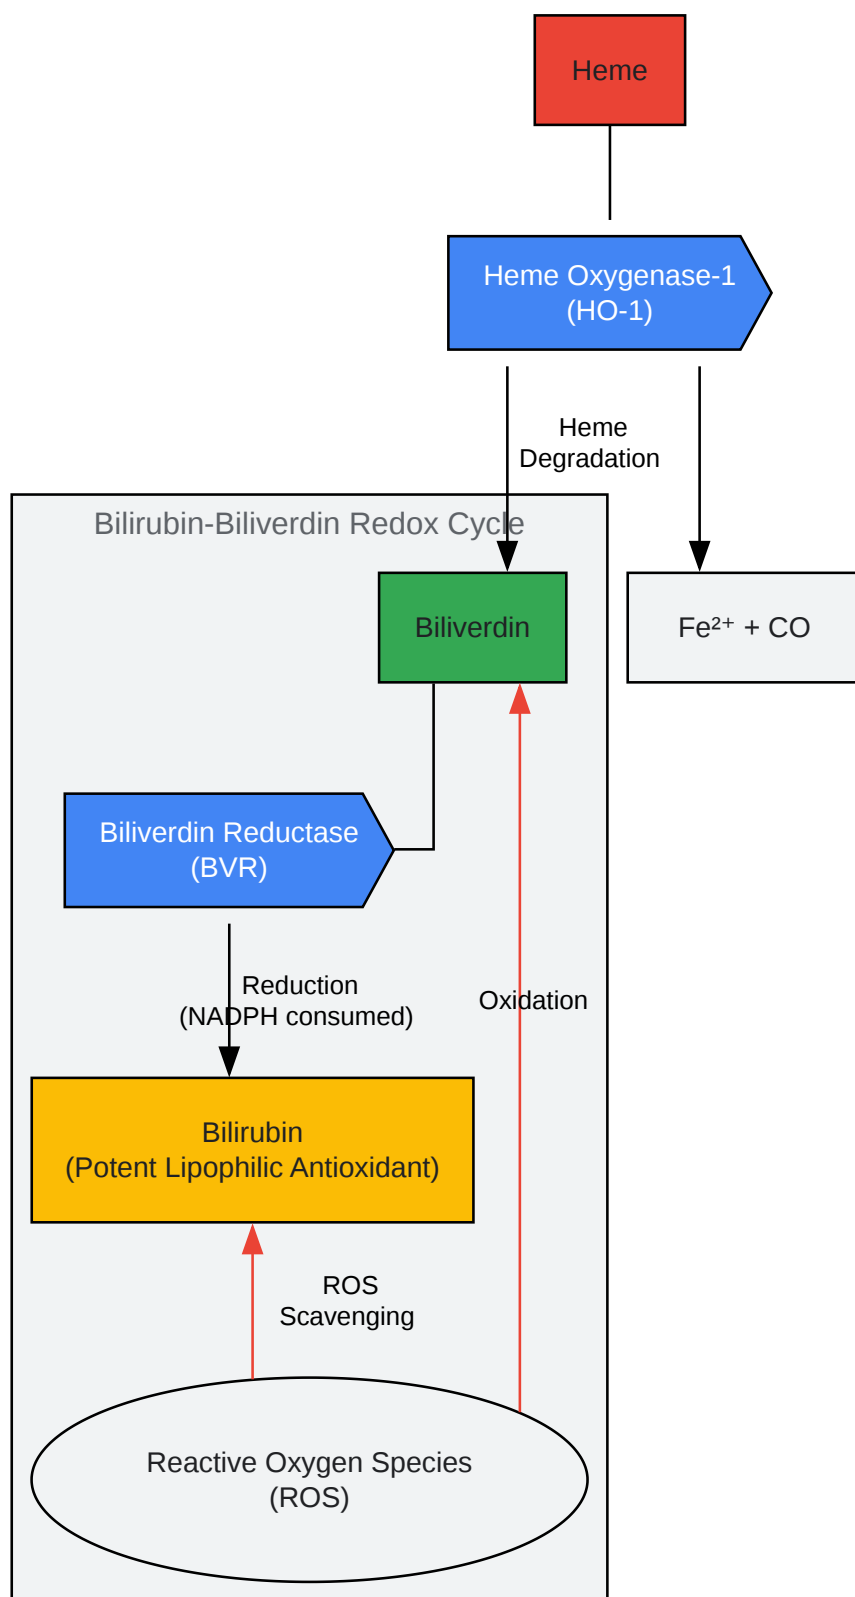 Heme
Heme Oxygenase-1
(HO-1)
Heme
Degradation
Bilirubin-Biliverdin Redox Cycle
Biliverdin
Fe²⁺ + CO
Biliverdin Reductase
(BVR)
Reduction
(NADPH consumed)
Oxidation
Bilirubin
(Potent Lipophilic Antioxidant)
ROS
Scavenging
Reactive Oxygen Species
(ROS)